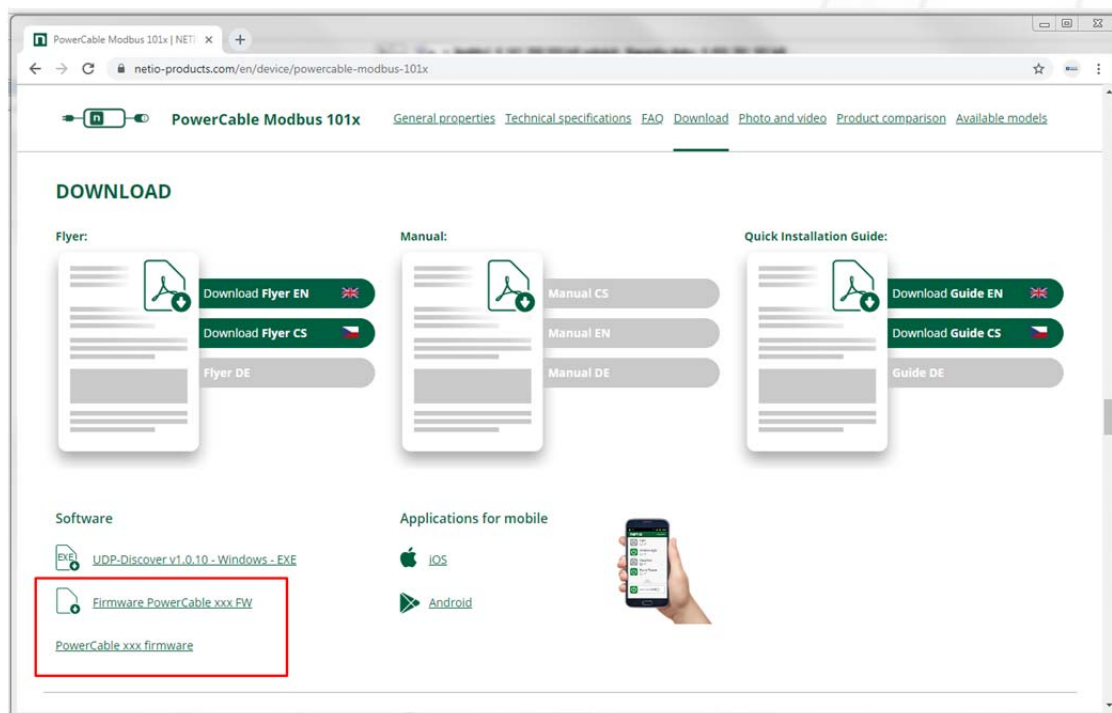 PowerCable Modbus 101x | NETI
netio-products.com/en/device/powercable-modbus-101x
PowerCable Modbus 101x General properties Technical specifications FAQ Download Photo and video Product comparison Available models
DOWNLOAD
Flyer:
Download Flyer EN
Download Flyer CS
Flyer DE
Manual:
Manual CS
Manual EN
Manual DE
Quick Installation Guide:
Download Guide EN
Download Guide CS
Guide DE
Software
EXE UDP-Discover v1.0.10 - Windows - EXE
Firmware PowerCable xxx FW
PowerCable xxx firmware
Applications for mobile
iOS
Android